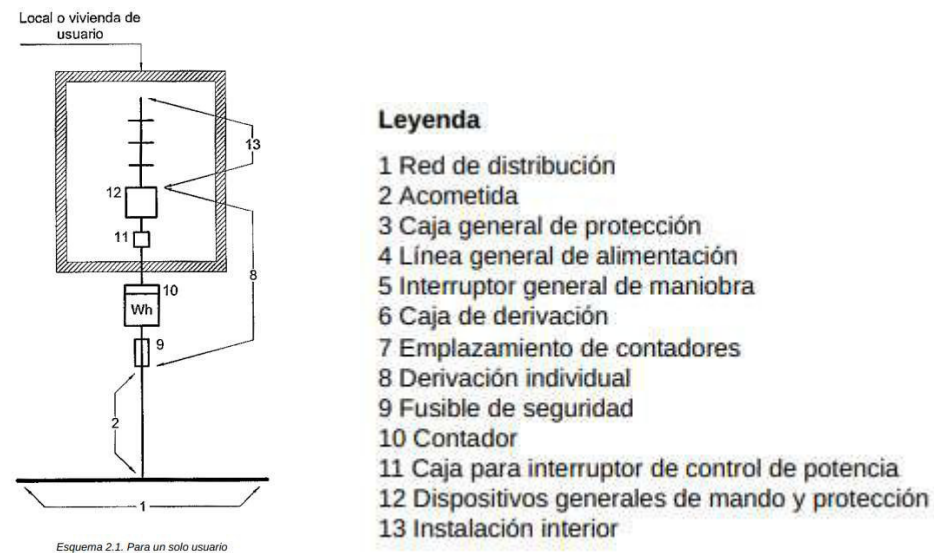 Local o vivienda de
usuario
13
12
11
8
10
Wh
9
2
1
Esquema 2.1. Para un solo usuario
Leyenda
1 Red de distribución
2 Acometida
3 Caja general de protección
4 Línea general de alimentación
5 Interruptor general de maniobra
6 Caja de derivación
7 Emplazamiento de contadores
8 Derivación individual
9 Fusible de seguridad
10 Contador
11 Caja para interruptor de control de potencia
12 Dispositivos generales de mando y protección
13 Instalación interior